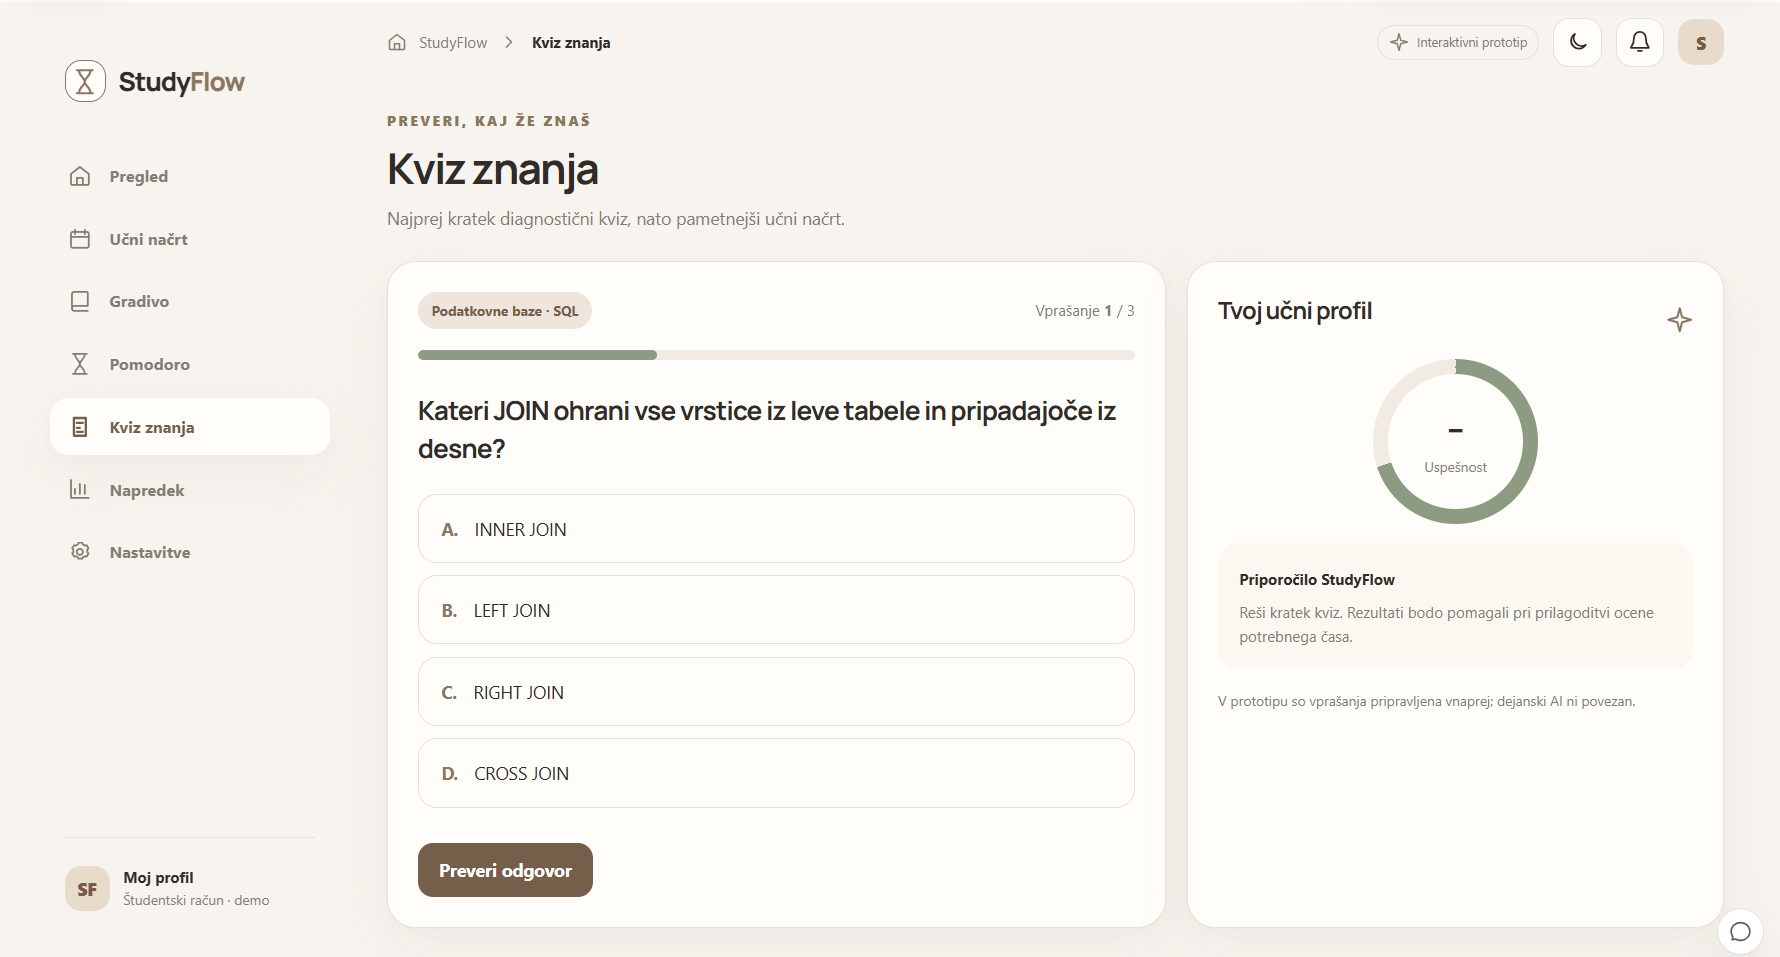 StudyFlow
Pregled
Učni načrt
Gradivo
Pomodoro
Kviz znanja
Napredek
Nastavitve
SF
Moj profil
Študentski račun · demo
StudyFlow > Kviz znanja
Interaktivni prototip
S
PREVERI, KAJ ŽE ZNAŠ
Kviz znanja
Najprej kratek diagnostični kviz, nato pametnejši učni načrt.
Podatkovne baze · SQL
Vprašanje 1 / 3
Kateri JOIN ohrani vse vrstice iz leve tabele in pripadajoče iz
desne?
A. INNER JOIN
B. LEFT JOIN
C. RIGHT JOIN
D. CROSS JOIN
Preveri odgovor
Tvoj učni profil
–
Uspešnost
Priporočilo StudyFlow
Reši kratek kviz. Rezultati bodo pomagali pri prilagoditvi ocene
potrebnega časa.
V prototipu so vprašanja pripravljena vnaprej; dejanski AI ni povezan.